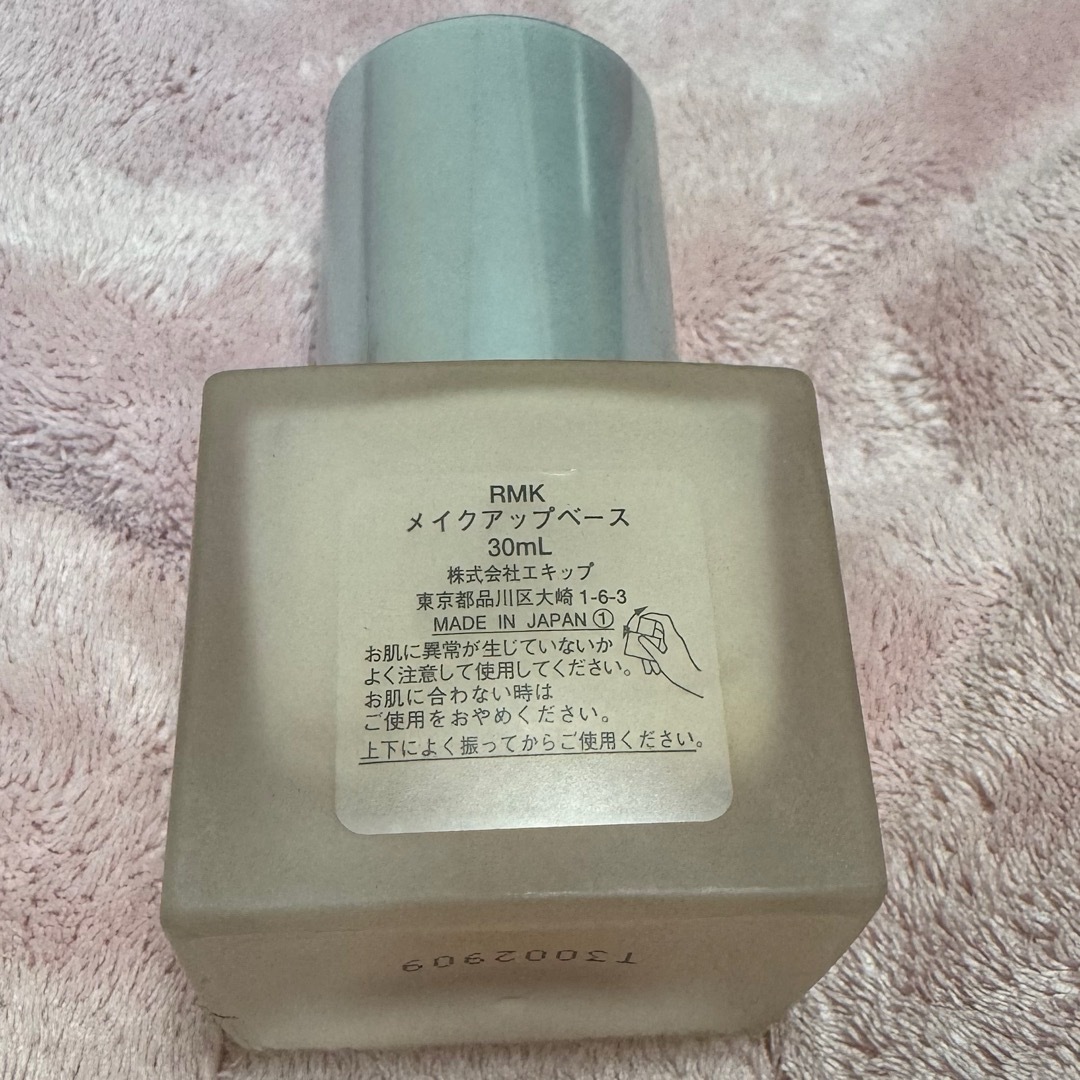 RMK
メイクアップベース
30mL
株式会社エキップ
東京都品川区大崎1-6-3
MADE IN JAPAN ①
お肌に異常が生じていないか
よく注意して使用してください。
お肌に合わない時は
ご使用をおやめください。
上下によく振ってからご使用ください。
T3002909